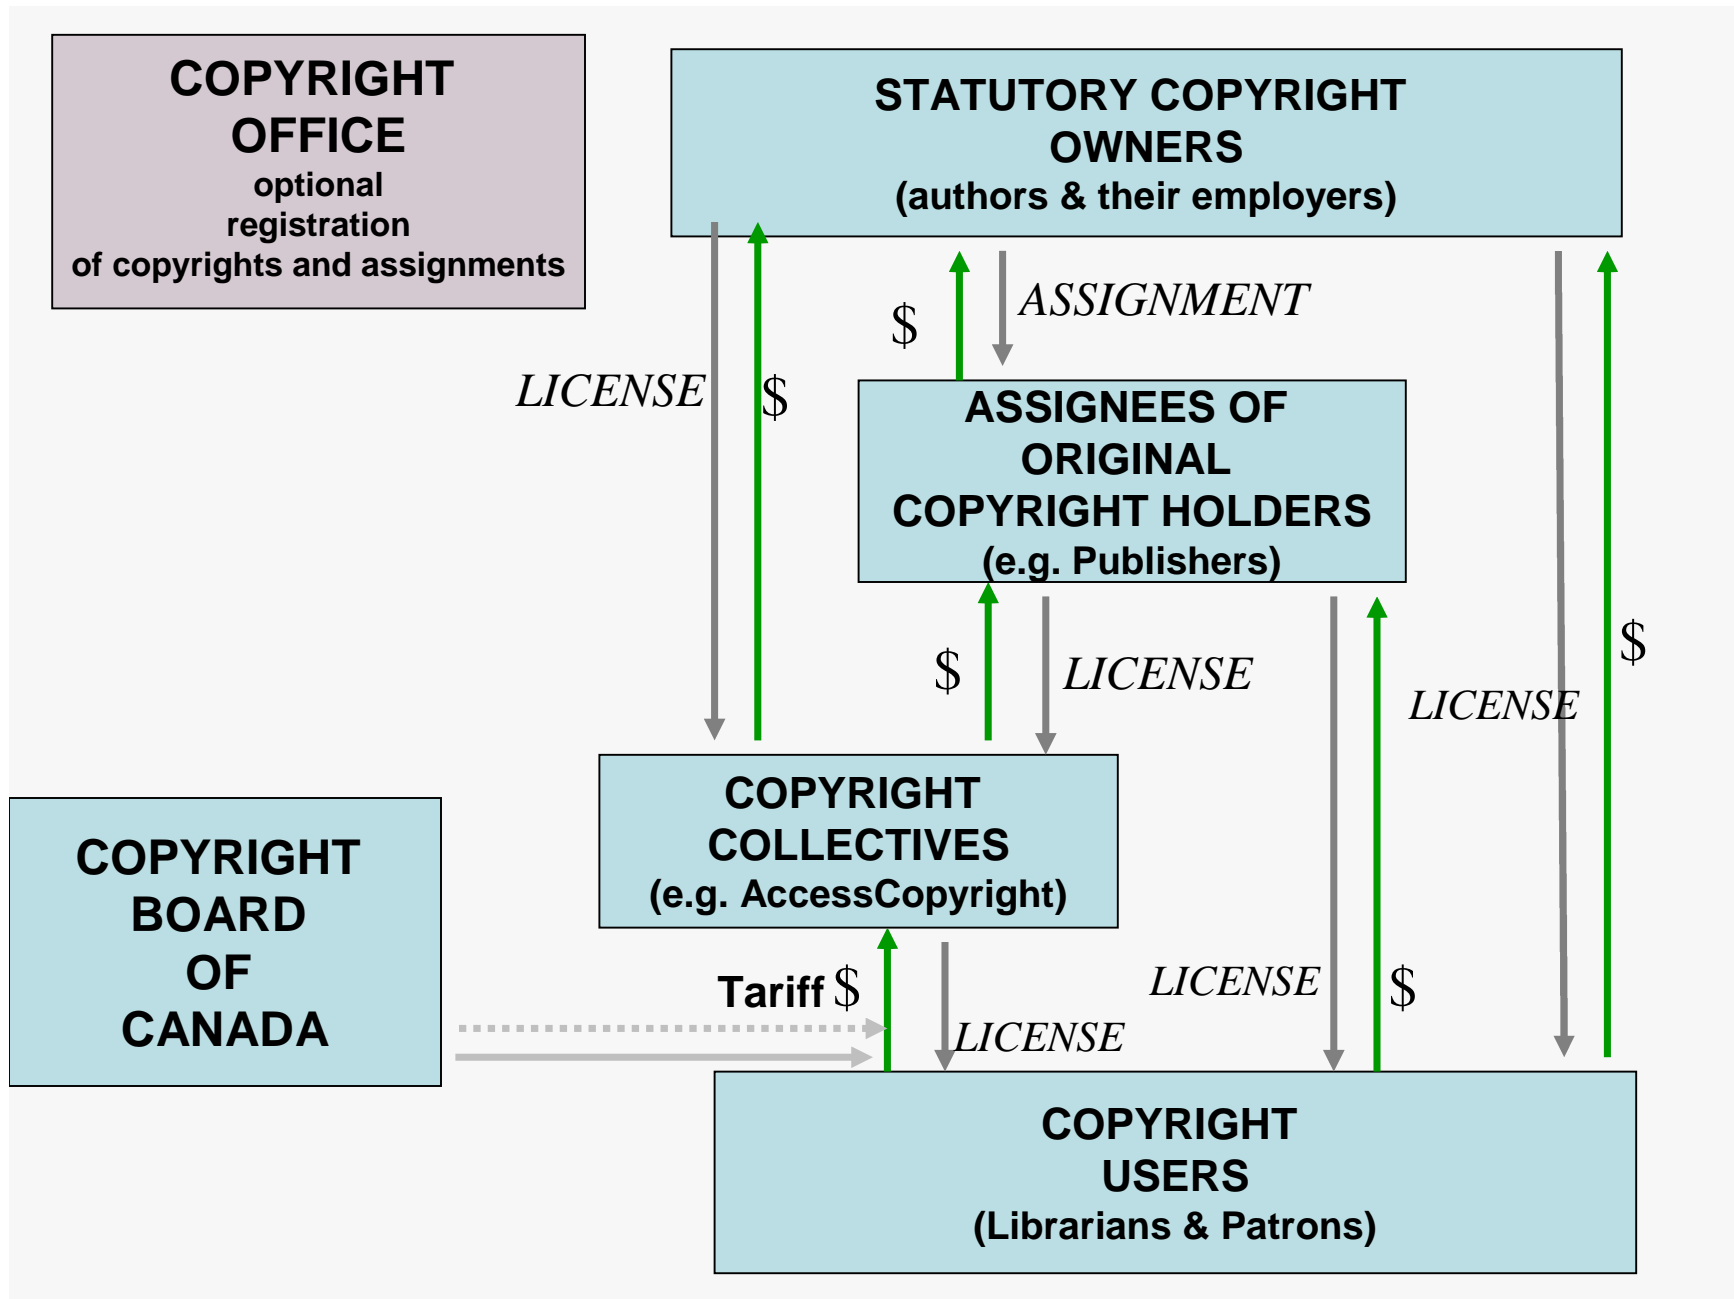 COPYRIGHT
OFFICE
optional
registration
of copyrights and assignments
STATUTORY COPYRIGHT
OWNERS
(authors & their employers)
$
ASSIGNMENT
LICENSE
$
ASSIGNEES OF
ORIGINAL
COPYRIGHT HOLDERS
(e.g. Publishers)
$
LICENSE
LICENSE
$
COPYRIGHT
COLLECTIVES
(e.g. AccessCopyright)
COPYRIGHT
BOARD
OF
CANADA
Tariff $
LICENSE
LICENSE
$
COPYRIGHT
USERS
(Librarians & Patrons)